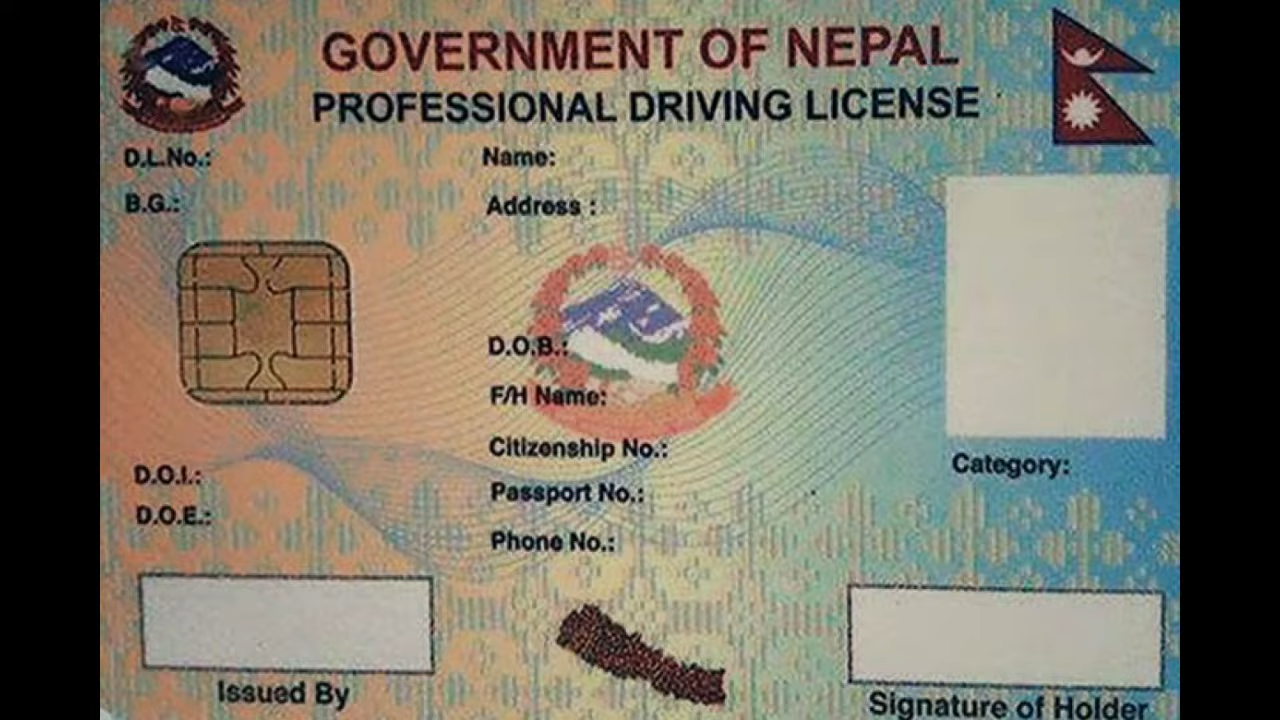 GOVERNMENT OF NEPAL
PROFESSIONAL DRIVING LICENSE
D.L.No.:
Name:
B.G.:
Address :
D.O.B.:
F/H Name:
Citizenship No.:
Category:
D.O.I.:
Passport No.:
D.O.E.:
Phone No.:
Issued By
Signature of Holder